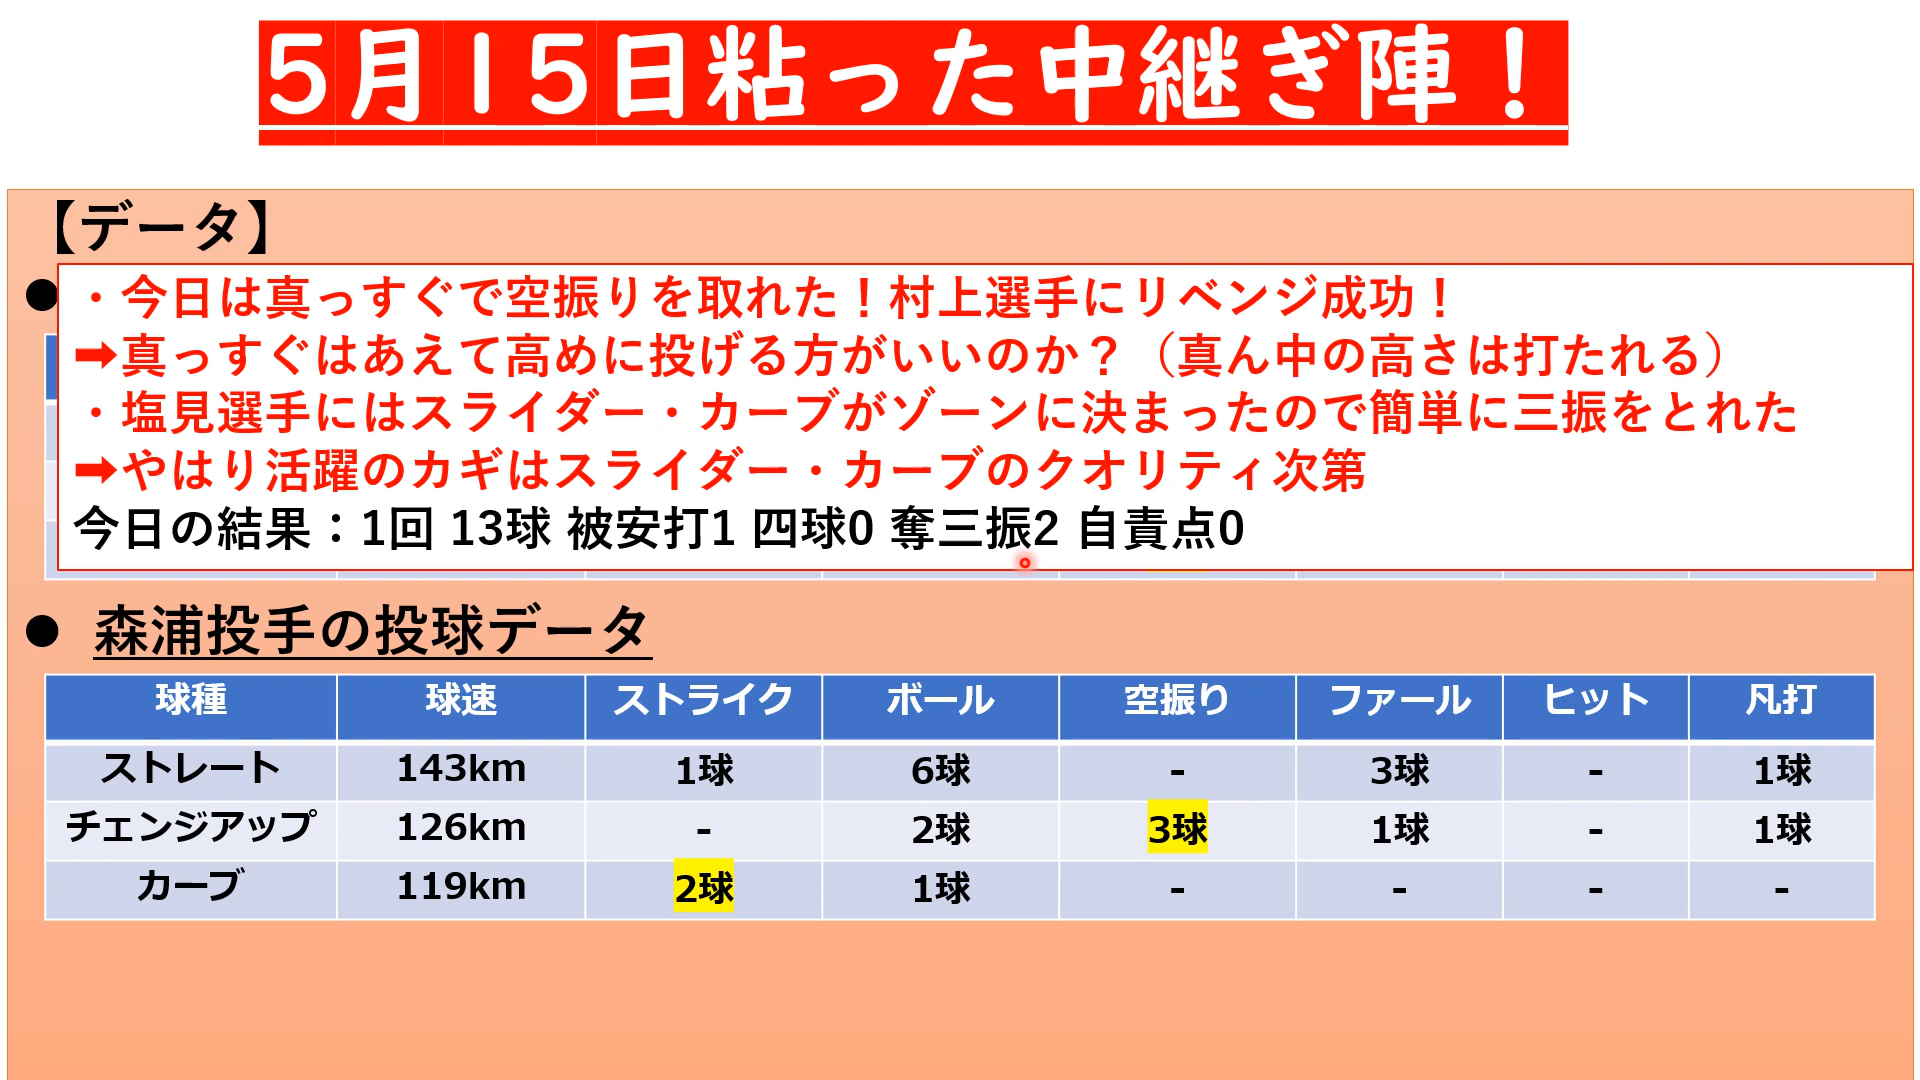 5月15日粘った中継ぎ陣！
【データ】
●
・今日は真っすぐで空振りを取れた！村上選手にリベンジ成功！
➡真っすぐはあえて高めに投げる方がいいのか？（真ん中の高さは打たれる）
・塩見選手にはスライダー・カーブがゾーンに決まったので簡単に三振をとれた
➡やはり活躍のカギはスライダー・カーブのクオリティ次第
今日の結果：1回 13球 被安打1 四球0 奪三振2 自責点0
● 森浦投手の投球データ
球種 球速 ストライク ボール 空振り ファール ヒット 凡打
ストレート 143km 1球 6球 - 3球 - 1球
チェンジアップ 126km - 2球 3球 1球 - 1球
カーブ 119km 2球 1球 - - - -